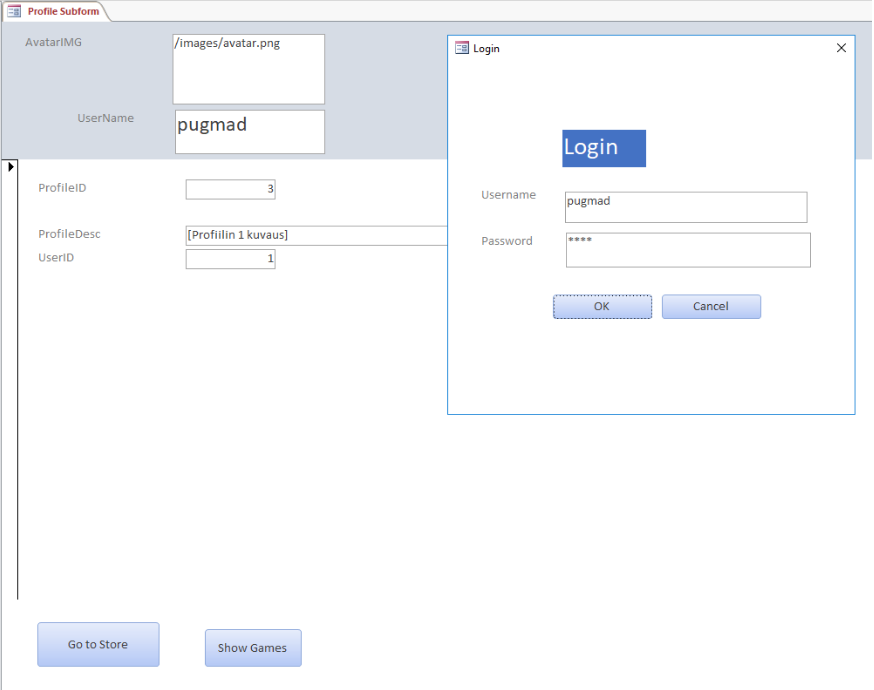 Profile Subform
AvatarIMG
/images/avatar.png
UserName
pugmad
ProfileID
3
ProfileDesc
[Profiilin 1 kuvaus]
UserID
1
Go to Store
Show Games
Login
Login
Username
pugmad
Password
****
OK
Cancel